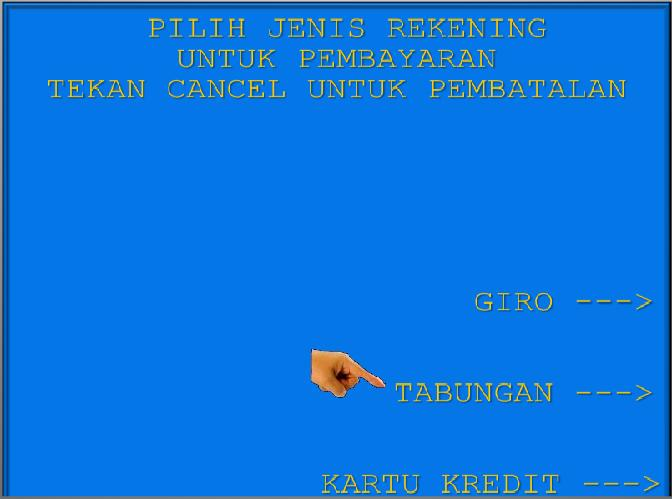 PILIH JENIS REKENING
UNTUK PEMBAYARAN
TEKAN CANCEL UNTUK PEMBATALAN
GIRO --->
TABUNGAN --->
KARTU KREDIT --->